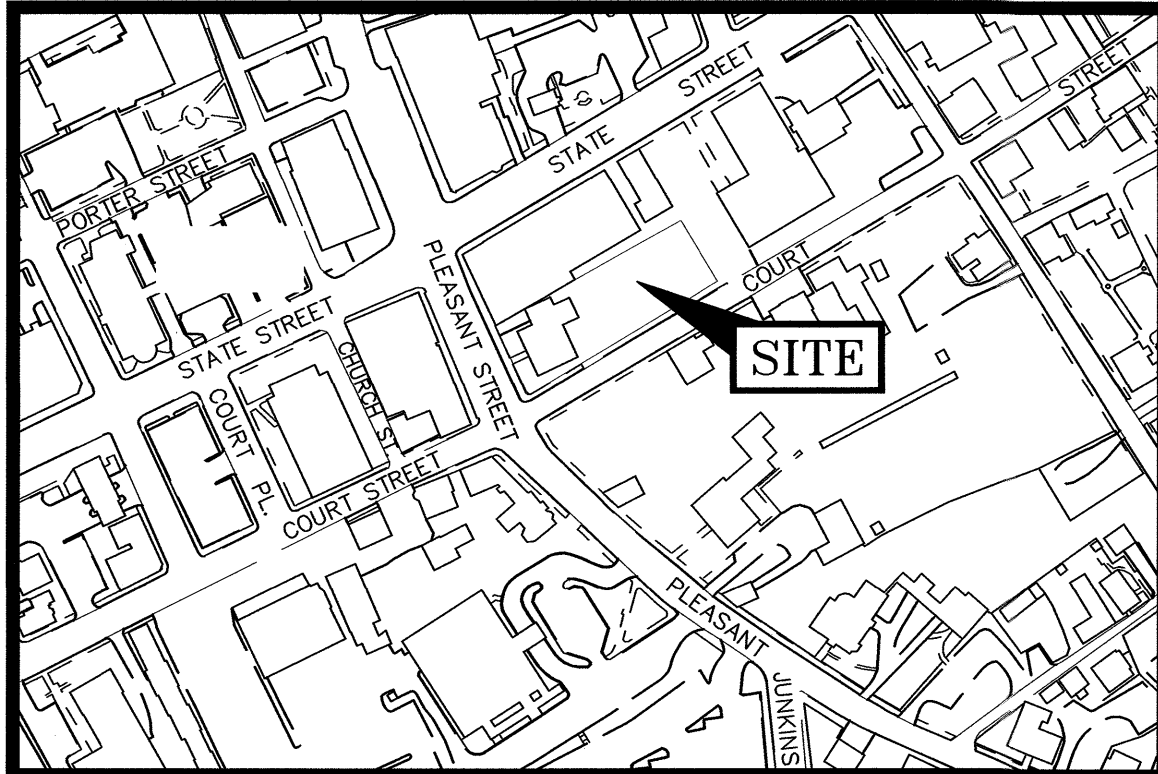 STREET
STREET
STATE
PORTER STREET
COURT
PLEASANT STREET
SITE
STATE STREET
CHURCH ST
COURT PL.
COURT STREET
PLEASANT
JUNKINS